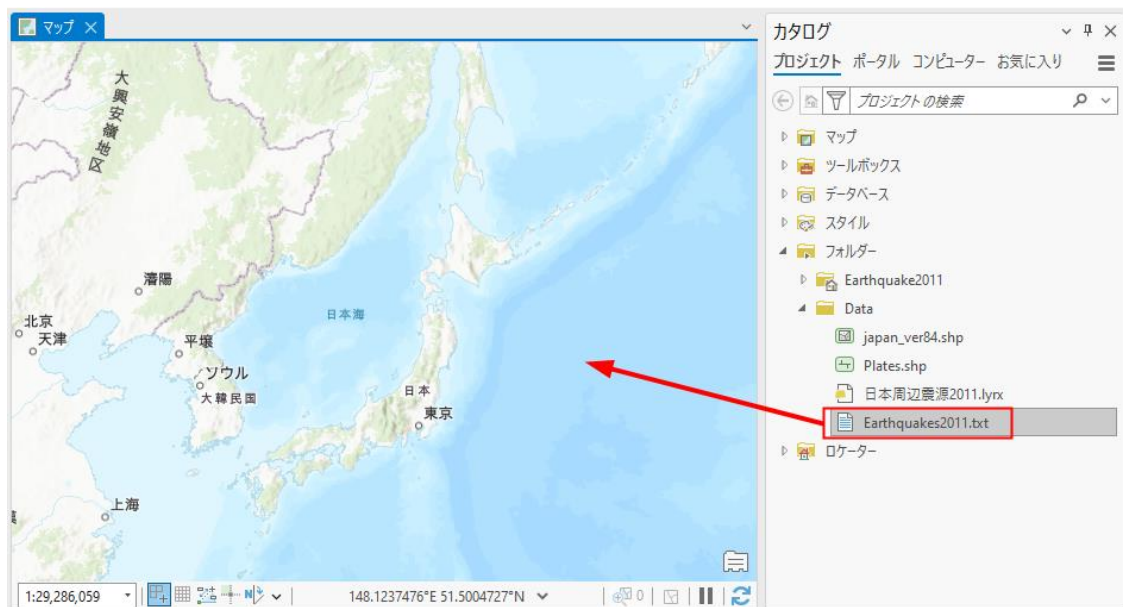 マップ
大興安嶺地区
瀋陽
北京
天津
平壌
ソウル
大韓民国
日本海
日本
東京
上海
1:29,286,059
N
148.1237476°E 51.5004727°N
0
カタログ
プロジェクト ポータル コンピューター お気に入り
プロジェクトの検索
マップ
ツールボックス
データベース
スタイル
フォルダー
Earthquake2011
Data
japan_ver84.shp
Plates.shp
日本周辺震源2011.lyrx
Earthquakes2011.txt
ロケーター